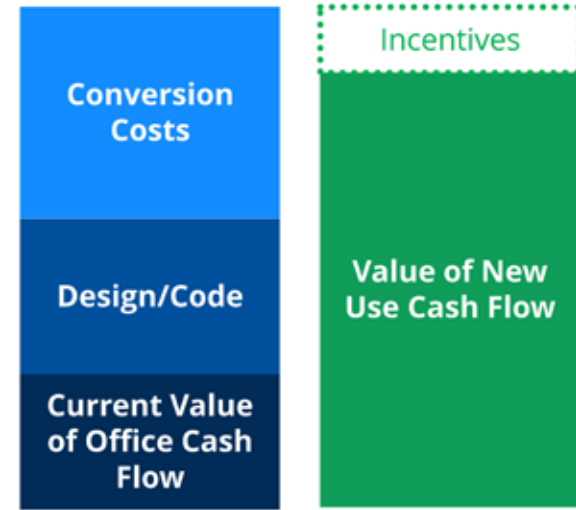 Conversion
Costs
Design/Code
Current Value
of Office Cash
Flow
Incentives
Value of New
Use Cash Flow